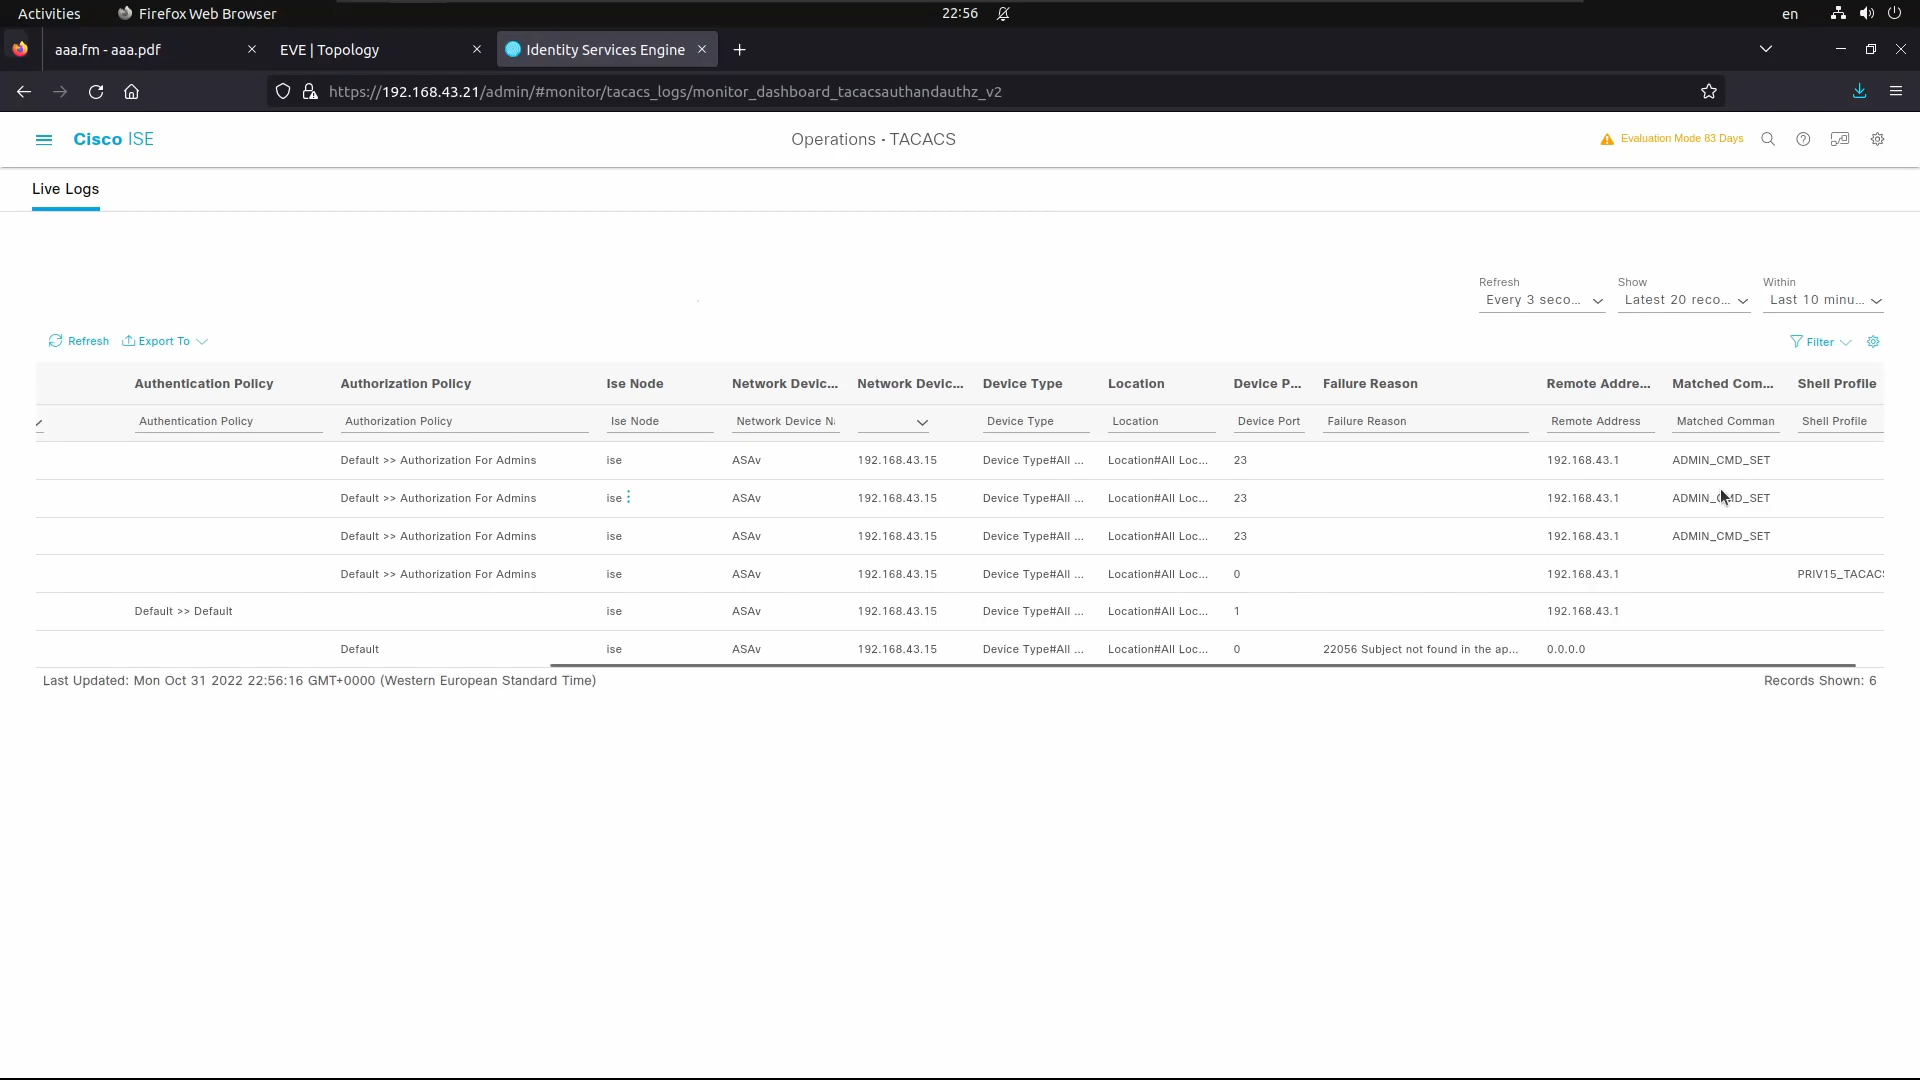 Activities Firefox Web Browser 22:56 en
aaa.fm - aaa.pdf EVE | Topology Identity Services Engine
https://192.168.43.21/admin/#monitor/tacacs_logs/monitor_dashboard_tacacsauthandauthz_v2
Cisco ISE Operations · TACACS Evaluation Mode 83 Days
Live Logs
Refresh Show Within
Every 3 seco... Latest 20 reco... Last 10 minu...
Refresh Export To Filter
Authentication Policy Authorization Policy Ise Node Network Devic... Network Devic... Device Type Location Device P... Failure Reason Remote Addre... Matched Com... Shell Profile
Authentication Policy Authorization Policy Ise Node Network Device Na Device Type Location Device Port Failure Reason Remote Address Matched Comman Shell Profile
Default >> Authorization For Admins ise ASAv 192.168.43.15 Device Type#All ... Location#All Loc... 23 192.168.43.1 ADMIN_CMD_SET
Default >> Authorization For Admins ise ASAv 192.168.43.15 Device Type#All ... Location#All Loc... 23 192.168.43.1 ADMIN_CMD_SET
Default >> Authorization For Admins ise ASAv 192.168.43.15 Device Type#All ... Location#All Loc... 23 192.168.43.1 ADMIN_CMD_SET
Default >> Authorization For Admins ise ASAv 192.168.43.15 Device Type#All ... Location#All Loc... 0 192.168.43.1 PRIV15_TACACS
Default >> Default ise ASAv 192.168.43.15 Device Type#All ... Location#All Loc... 1 192.168.43.1
Default ise ASAv 192.168.43.15 Device Type#All ... Location#All Loc... 0 22056 Subject not found in the ap... 0.0.0.0
Last Updated: Mon Oct 31 2022 22:56:16 GMT+0000 (Western European Standard Time) Records Shown: 6